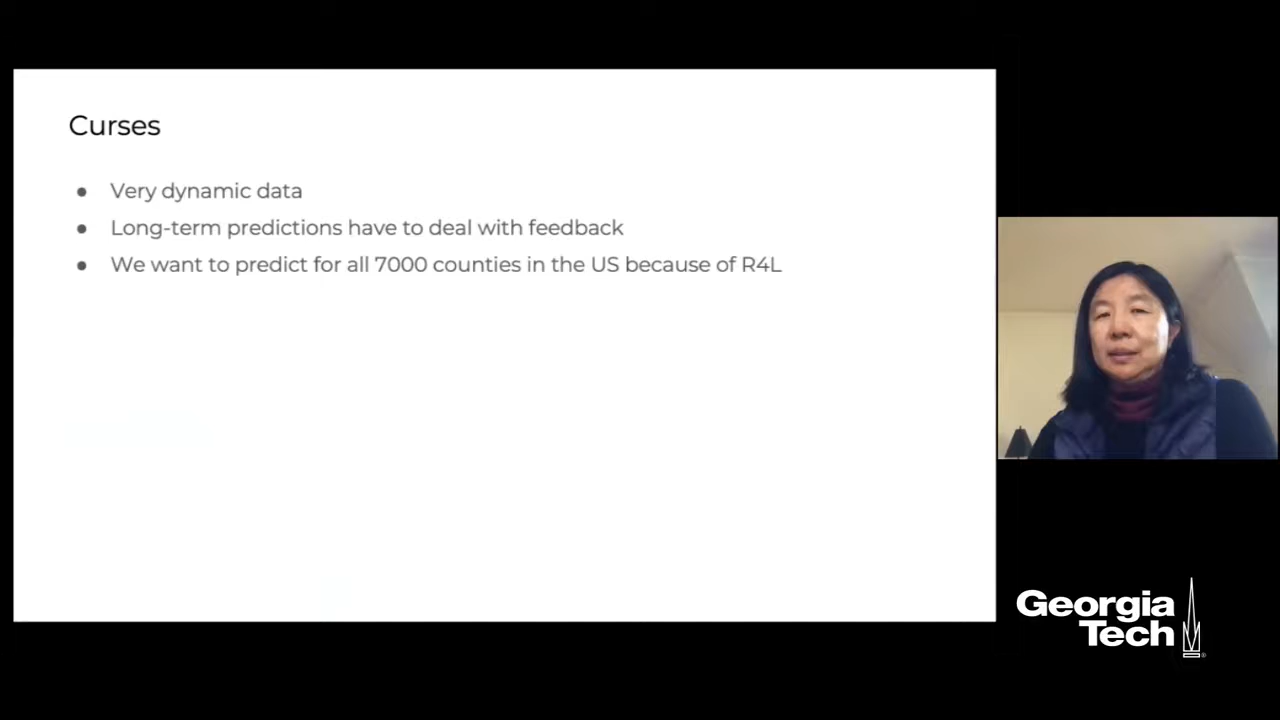 Curses
● Very dynamic data
● Long-term predictions have to deal with feedback
● We want to predict for all 7000 counties in the US because of R4L
Georgia
Tech